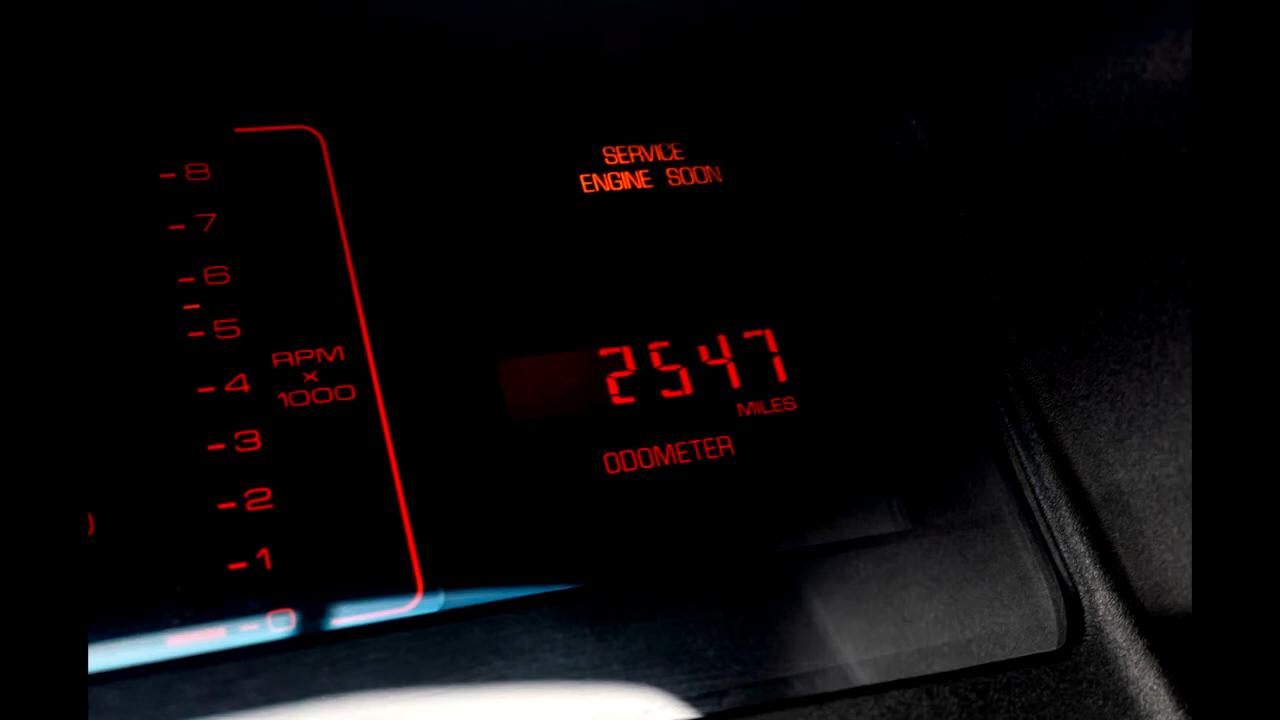 SERVICE
ENGINE SOON
-8
-7
-6
-
-5
-4
RPM
x
1000
-3
-2
-1
-0
2547
MILES
ODOMETER